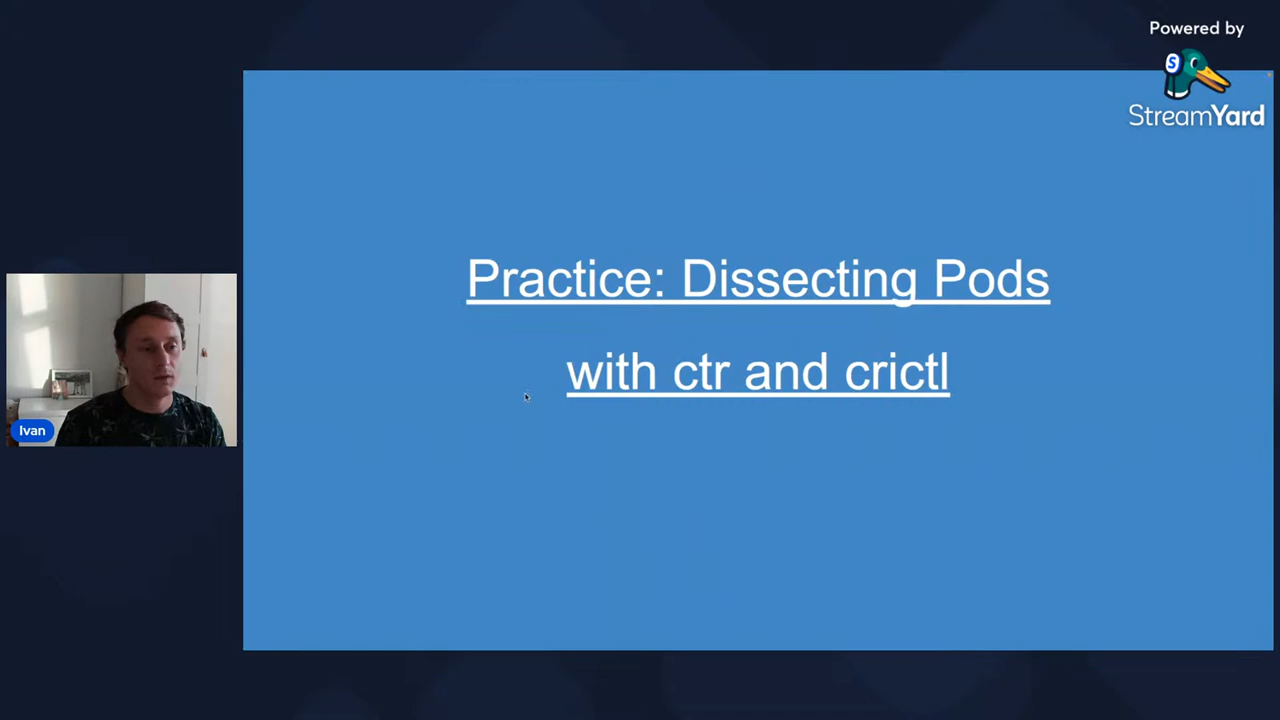 Powered by
S
StreamYard
Practice: Dissecting Pods
with ctr and crictl
Ivan